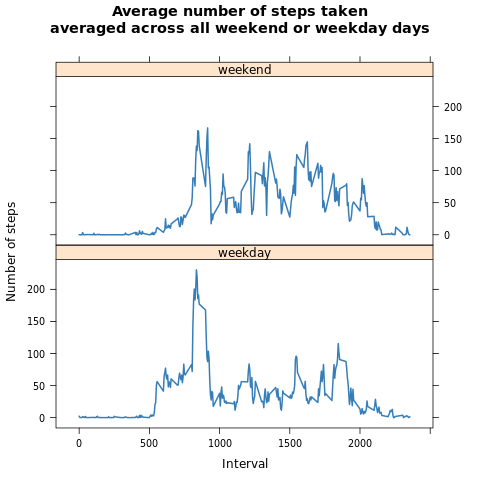 Average number of steps taken
averaged across all weekend or weekday days
weekend
200
150
100
50
0
weekday
200
150
100
50
0
0 500 1000 1500 2000
Number of steps
Interval